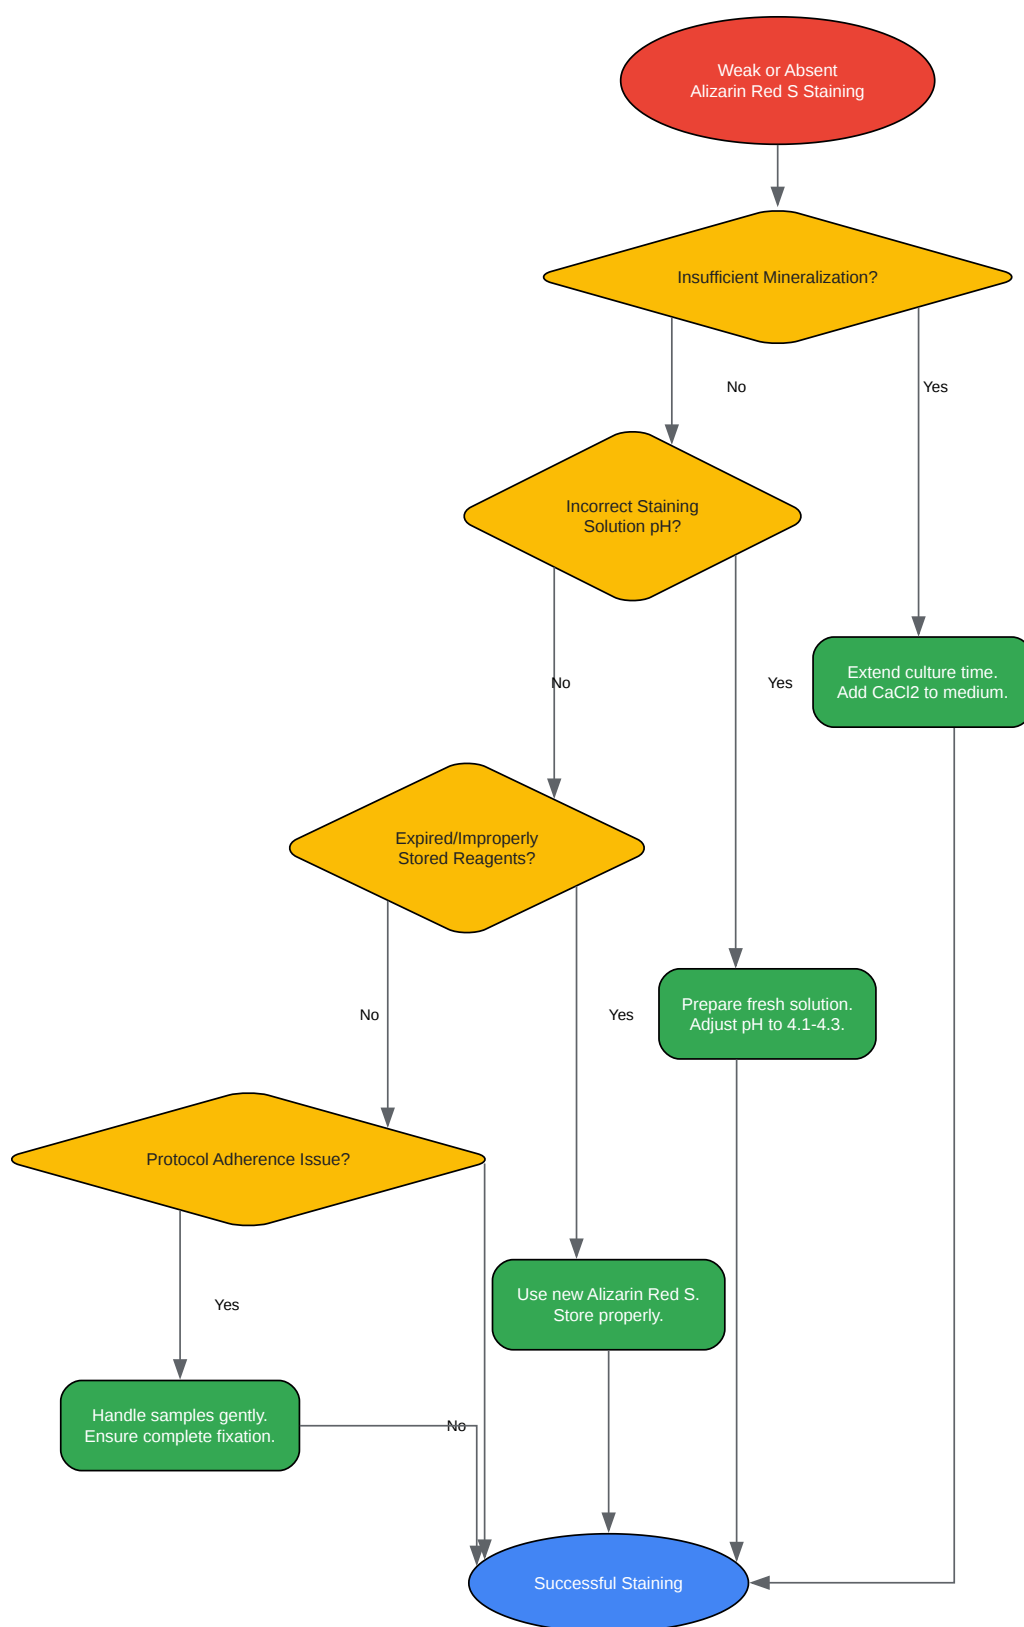 Weak or Absent
Alizarin Red S Staining
Insufficient Mineralization?
No
Yes
Incorrect Staining
Solution pH?
Extend culture time.
Add CaCl2 to medium.
No
Yes
Expired/Improperly
Stored Reagents?
Prepare fresh solution.
Adjust pH to 4.1-4.3.
No
Yes
Protocol Adherence Issue?
Use new Alizarin Red S.
Store properly.
Yes
Handle samples gently.
Ensure complete fixation.
No
Successful Staining